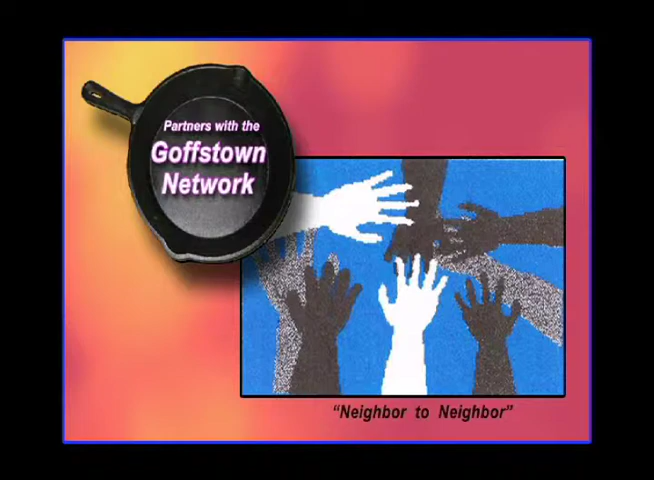 Partners with the
Goffstown
Network
“Neighbor to Neighbor”